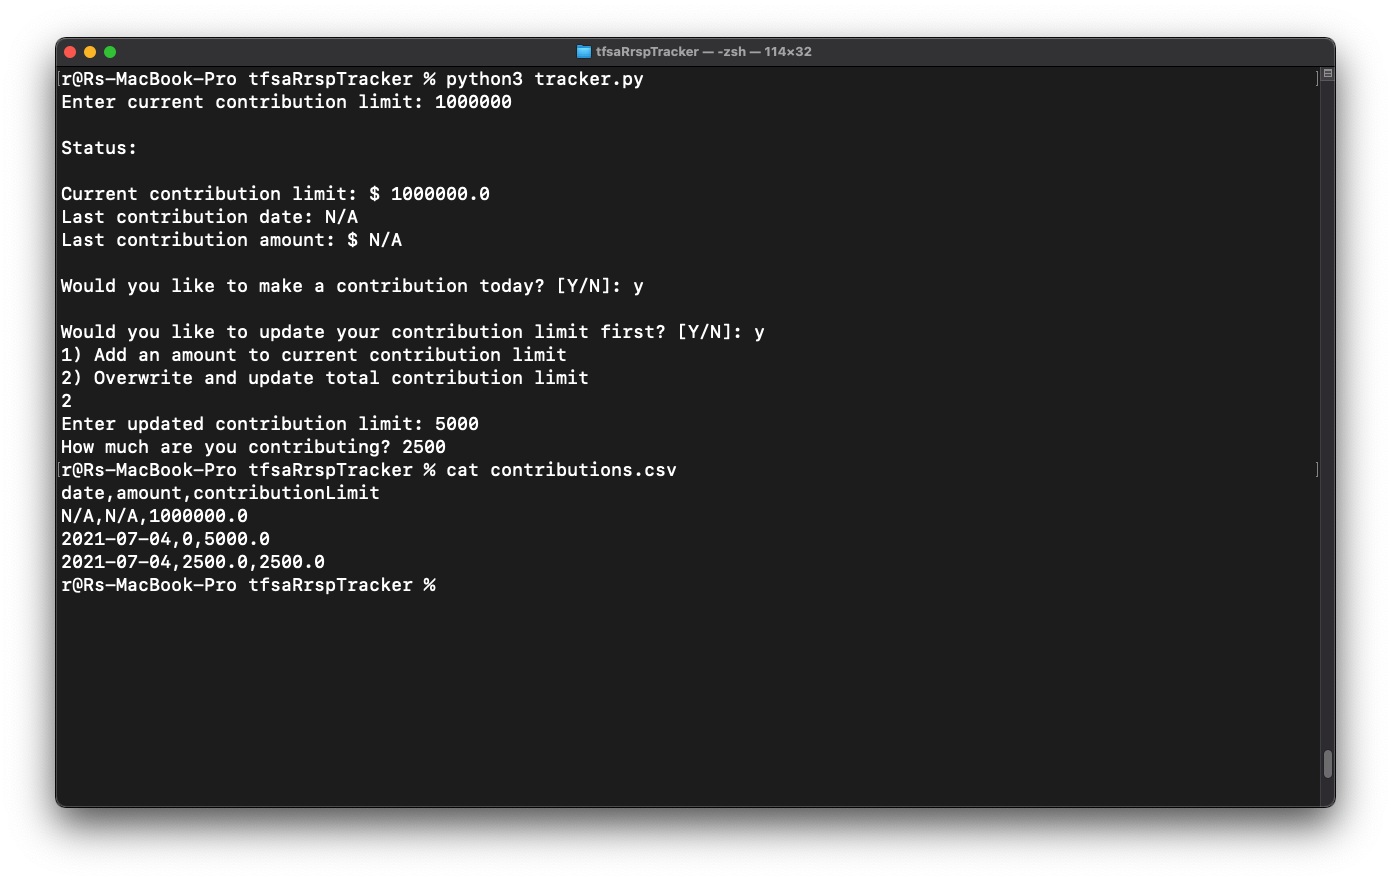 tfsaRrspTracker — -zsh — 114×32
r@Rs-MacBook-Pro tfsaRrspTracker % python3 tracker.py
Enter current contribution limit: 1000000
Status:
Current contribution limit: $ 1000000.0
Last contribution date: N/A
Last contribution amount: $ N/A
Would you like to make a contribution today? [Y/N]: y
Would you like to update your contribution limit first? [Y/N]: y
1) Add an amount to current contribution limit
2) Overwrite and update total contribution limit
2
Enter updated contribution limit: 5000
How much are you contributing? 2500
r@Rs-MacBook-Pro tfsaRrspTracker % cat contributions.csv
date,amount,contributionLimit
N/A,N/A,1000000.0
2021-07-04,0,5000.0
2021-07-04,2500.0,2500.0
r@Rs-MacBook-Pro tfsaRrspTracker %